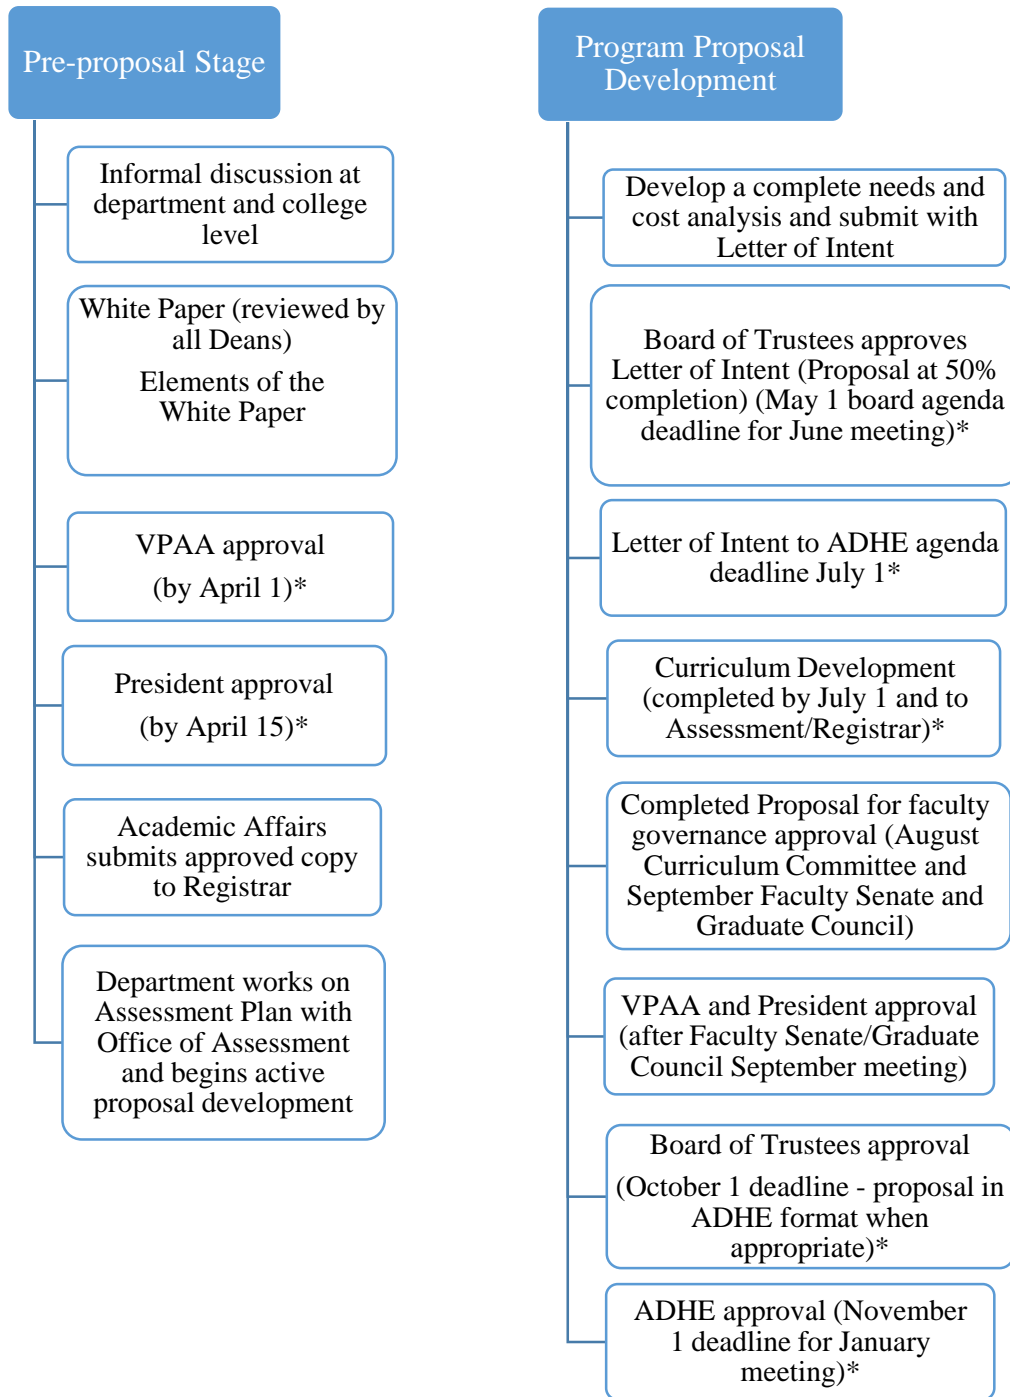 Pre-proposal Stage
Informal discussion at
department and college
level
White Paper (reviewed by
all Deans)
Elements of the
White Paper
VPAA approval
(by April 1)*
President approval
(by April 15)*
Academic Affairs
submits approved copy
to Registrar
Department works on
Assessment Plan with
Office of Assessment
and begins active
proposal development
Program Proposal
Development
Develop a complete needs and
cost analysis and submit with
Letter of Intent
Board of Trustees approves
Letter of Intent (Proposal at 50%
completion) (May 1 board agenda
deadline for June meeting)*
Letter of Intent to ADHE agenda
deadline July 1*
Curriculum Development
(completed by July 1 and to
Assessment/Registrar)*
Completed Proposal for faculty
governance approval (August
Curriculum Committee and
September Faculty Senate and
Graduate Council)
VPAA and President approval
(after Faculty Senate/Graduate
Council September meeting)
Board of Trustees approval
(October 1 deadline - proposal in
ADHE format when
appropriate)*
ADHE approval (November
1 deadline for January
meeting)*